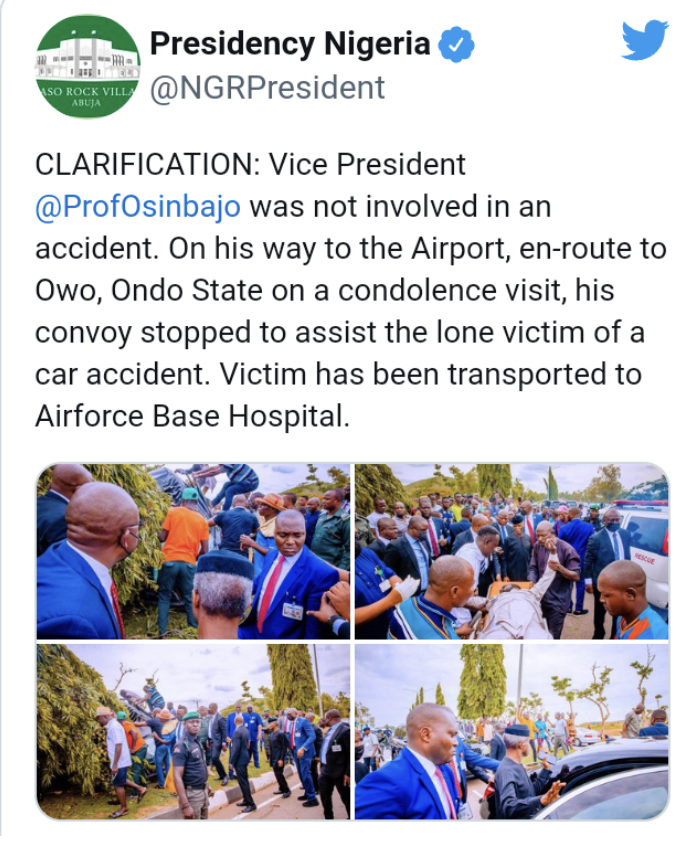 Presidency Nigeria
@NGRPresident
ASO ROCK VILLA
ABUJA
CLARIFICATION: Vice President
@ProfOsinbajo was not involved in an
accident. On his way to the Airport, en-route to
Owo, Ondo State on a condolence visit, his
convoy stopped to assist the lone victim of a
car accident. Victim has been transported to
Airforce Base Hospital.
RESCUE